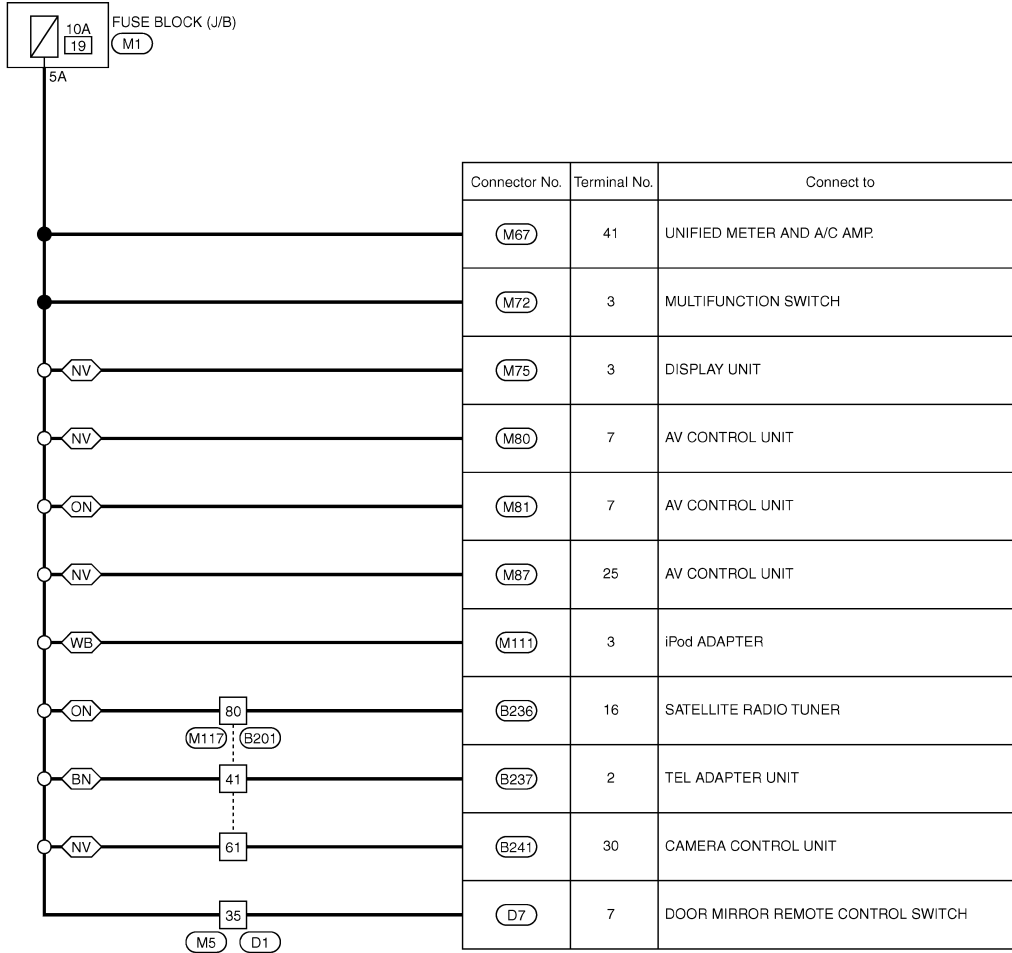 10A FUSE BLOCK (J/B)
19 M1
5A
Connector No. Terminal No. Connect to
M67 41 UNIFIED METER AND A/C AMP.
M72 3 MULTIFUNCTION SWITCH
NV M75 3 DISPLAY UNIT
NV M80 7 AV CONTROL UNIT
ON M81 7 AV CONTROL UNIT
NV M87 25 AV CONTROL UNIT
WB M111 3 iPod ADAPTER
ON 80 B236 16 SATELLITE RADIO TUNER
M117 B201
BN 41 B237 2 TEL ADAPTER UNIT
NV 61 B241 30 CAMERA CONTROL UNIT
35 D7 7 DOOR MIRROR REMOTE CONTROL SWITCH
M5 D1